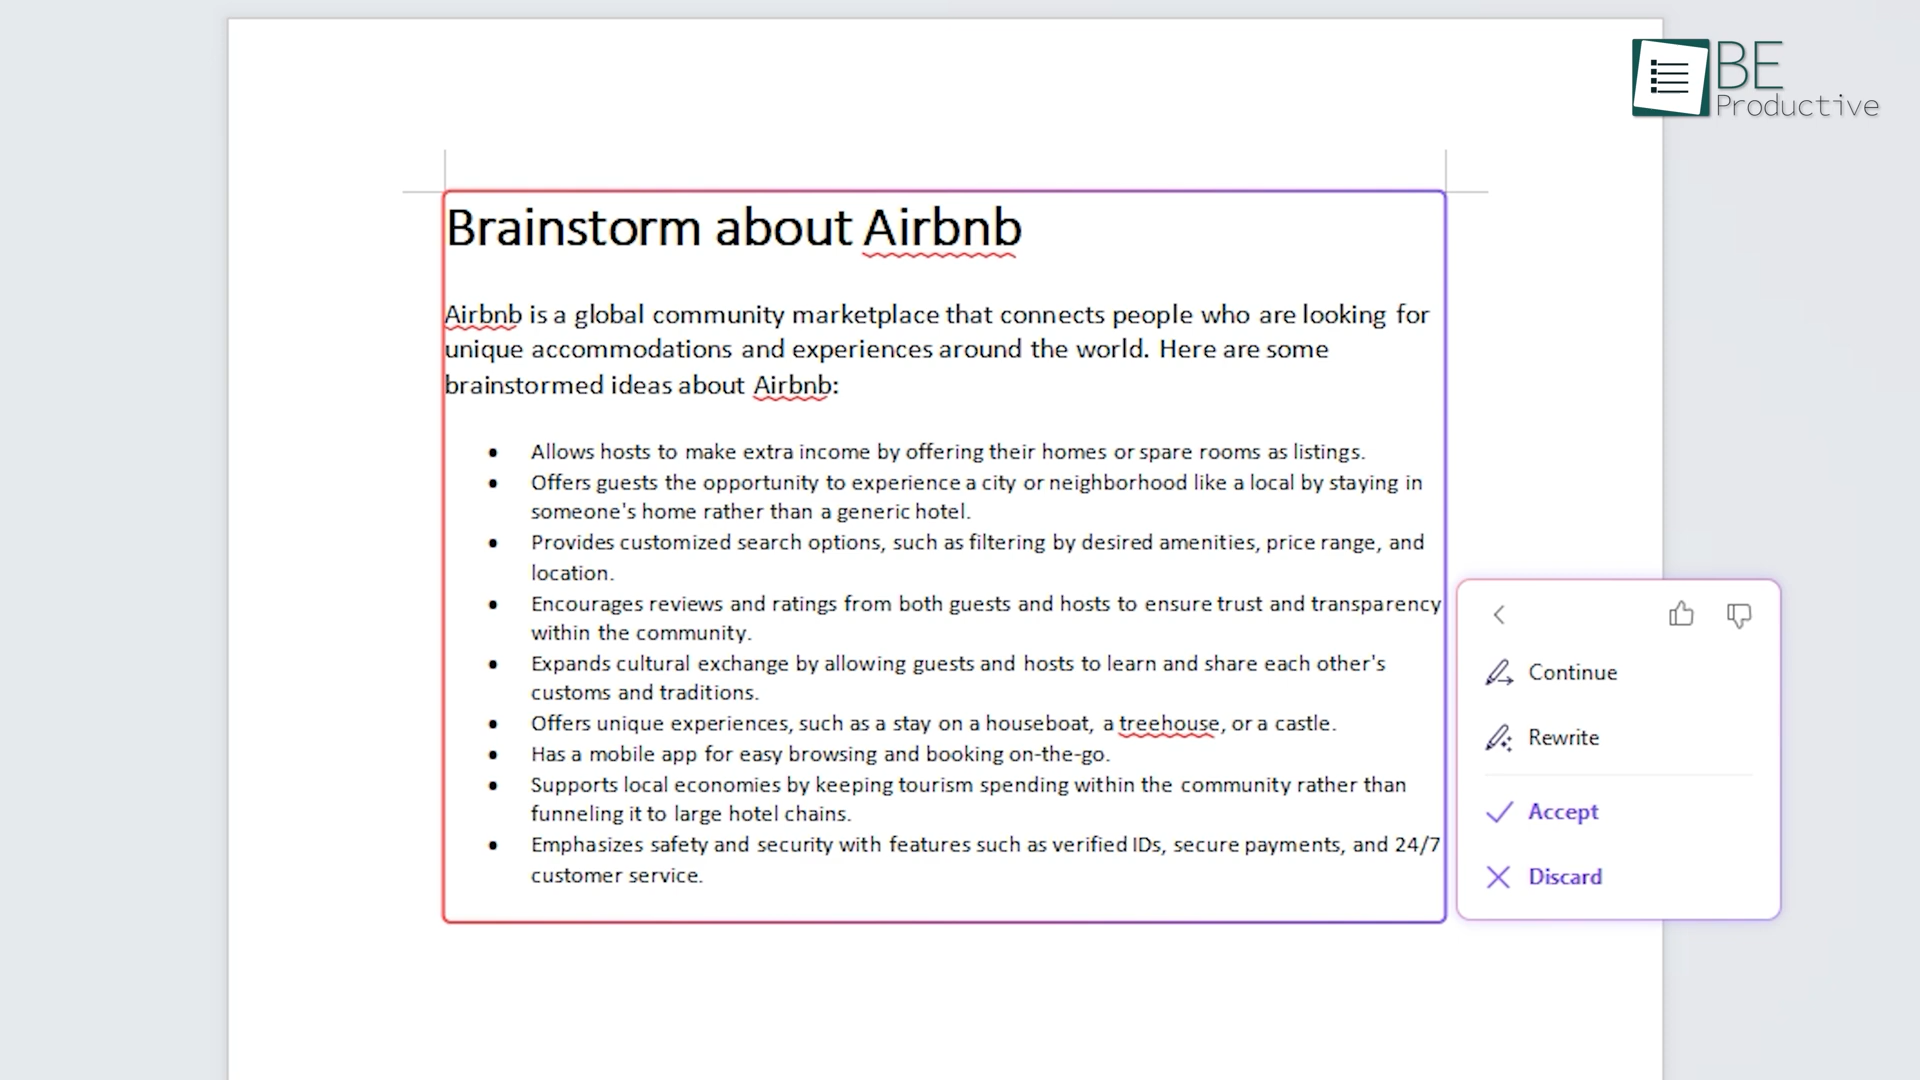 BE
Productive
Brainstorm about Airbnb
Airbnb is a global community marketplace that connects people who are looking for
unique accommodations and experiences around the world. Here are some
brainstormed ideas about Airbnb:
• Allows hosts to make extra income by offering their homes or spare rooms as listings.
• Offers guests the opportunity to experience a city or neighborhood like a local by staying in
someone's home rather than a generic hotel.
• Provides customized search options, such as filtering by desired amenities, price range, and
location.
• Encourages reviews and ratings from both guests and hosts to ensure trust and transparency
within the community.
• Expands cultural exchange by allowing guests and hosts to learn and share each other's
customs and traditions.
• Offers unique experiences, such as a stay on a houseboat, a treehouse, or a castle.
• Has a mobile app for easy browsing and booking on-the-go.
• Supports local economies by keeping tourism spending within the community rather than
funneling it to large hotel chains.
• Emphasizes safety and security with features such as verified IDs, secure payments, and 24/7
customer service.
Continue
Rewrite
Accept
Discard